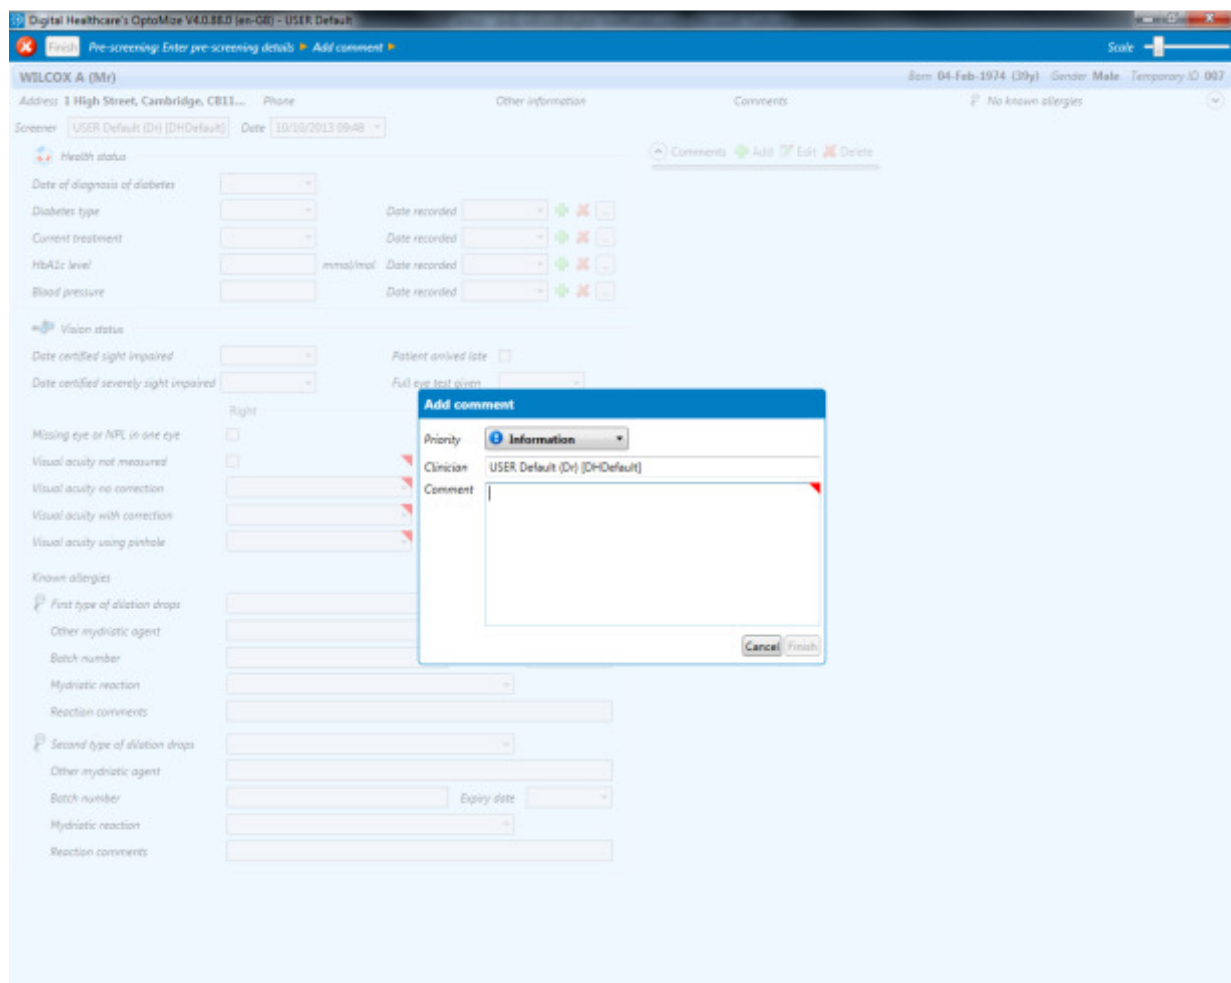 Digital Healthcare's OptoMize V4.0.88.0 [en-GB] - USER Default
Finish Pre-screening: Enter pre-screening details Add comment Scale
WILCOX A (Mr) Born 04-Feb-1974 (39y) Gender Male Temporary ID 007
Address 1 High Street, Cambridge, CB11... Phone Other information Comments No known allergies
Screener USER Default (Dr) [DHDefault] Date 10/10/2013 09:48
Health status Comments Add Edit Delete
Date of diagnosis of diabetes
Diabetes type Date recorded ...
Current treatment Date recorded ...
HbA1c level mmol/mol Date recorded ...
Blood pressure Date recorded ...
Vision status
Date certified sight impaired Patient arrived late
Date certified severely sight impaired Full eye test given
Right
Missing eye or NPL in one eye
Visual acuity not measured
Visual acuity no correction
Visual acuity with correction
Visual acuity using pinhole
Add comment
Priority Information
Clinician USER Default (Dr) [DHDefault]
Comment
Cancel Finish
Known allergies
First type of dilation drops
Other mydriatic agent
Batch number
Mydriatic reaction
Reaction comments
Second type of dilation drops
Other mydriatic agent
Batch number Expiry date
Mydriatic reaction
Reaction comments